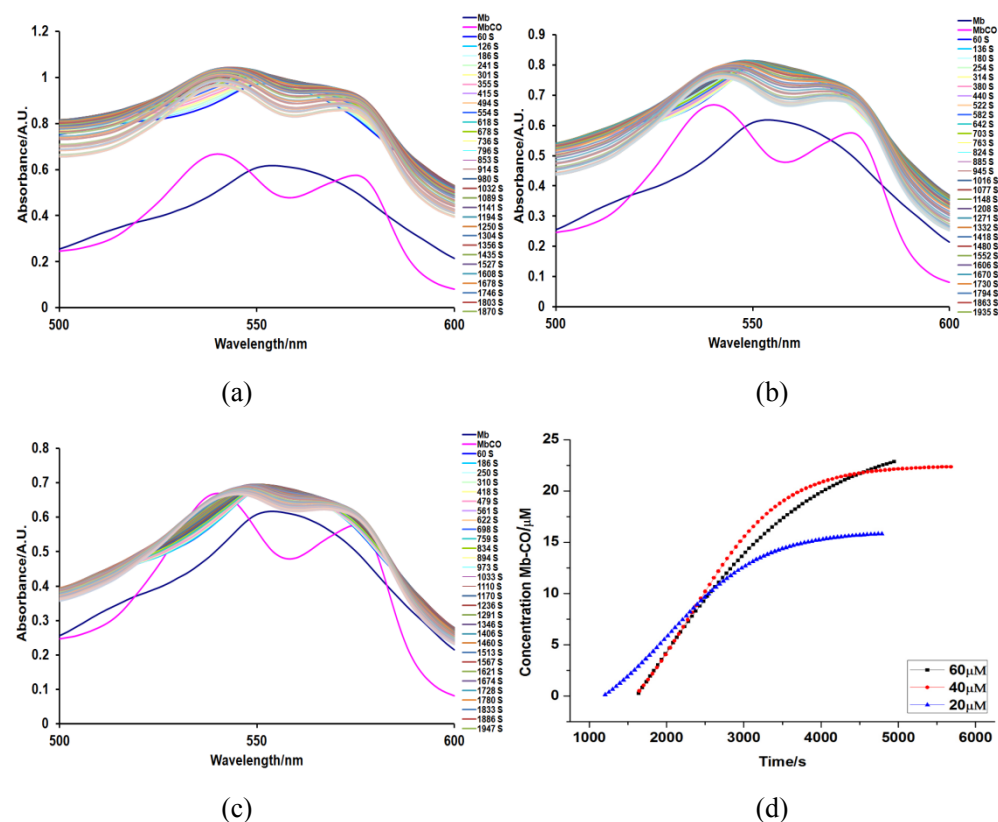 1.2
1
0.8
0.6
0.4
0.2
0
500
550
600
Absorbance/A.U.
Wavelength/nm
Mb
MbCO
60 S
126 S
186 S
241 S
301 S
355 S
415 S
494 S
554 S
618 S
678 S
736 S
796 S
853 S
914 S
980 S
1032 S
1089 S
1141 S
1194 S
1250 S
1304 S
1356 S
1435 S
1527 S
1608 S
1678 S
1746 S
1803 S
1870 S
(a)
0.9
0.8
0.7
0.6
0.5
0.4
0.3
0.2
0.1
0
500
550
600
Absorbance/A.U.
Wavelength/nm
Mb
MbCO
60 S
136 S
180 S
254 S
314 S
380 S
440 S
522 S
582 S
642 S
703 S
763 S
824 S
885 S
945 S
1016 S
1077 S
1148 S
1208 S
1271 S
1332 S
1418 S
1480 S
1552 S
1606 S
1670 S
1730 S
1794 S
1863 S
1935 S
(b)
0.8
0.7
0.6
0.5
0.4
0.3
0.2
0.1
0
500
550
600
Absorbance/A.U.
Wavelength/nm
Mb
MbCO
60 S
186 S
250 S
310 S
418 S
479 S
561 S
622 S
698 S
759 S
834 S
894 S
973 S
1033 S
1110 S
1170 S
1236 S
1291 S
1346 S
1406 S
1460 S
1513 S
1567 S
1621 S
1674 S
1728 S
1780 S
1833 S
1886 S
1947 S
(c)
25
20
15
10
5
0
1000
2000
3000
4000
5000
6000
Concentration Mb-CO/μM
Time/s
60μM
40μM
20μM
(d)